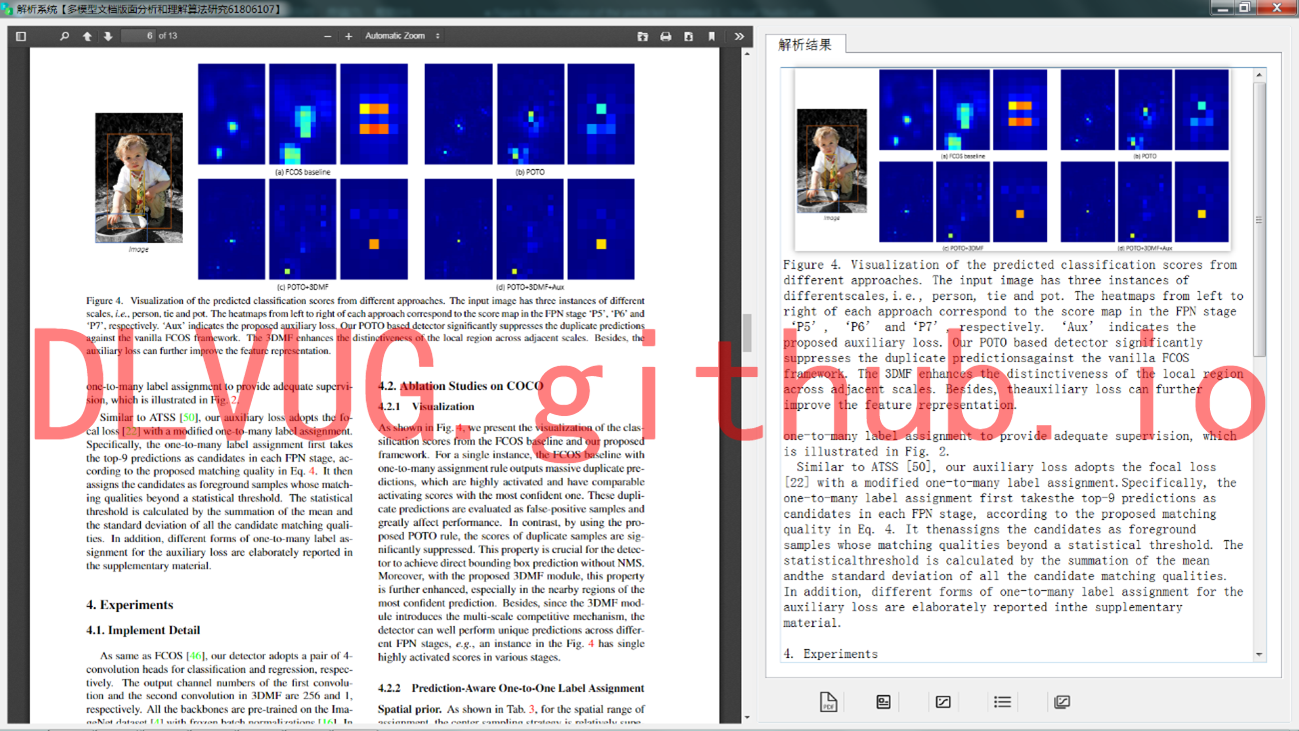 解析系统【多模型文档版面分析和理解算法研究61806107】
6 of 13
Automatic Zoom
Image
(a) FCOS baseline
(b) POTO
(c) POTO+3DMF
(d) POTO+3DMF+Aux
Figure 4. Visualization of the predicted classification scores from different approaches. The input image has three instances of different
scales, i.e., person, tie and pot. The heatmaps from left to right of each approach correspond to the score map in the FPN stage ‘P5’, ‘P6’ and
‘P7’, respectively. ‘Aux’ indicates the proposed auxiliary loss. Our POTO based detector significantly suppresses the duplicate predictions
against the vanilla FCOS framework. The 3DMF enhances the distinctiveness of the local region across adjacent scales. Besides, the
auxiliary loss can further improve the feature representation.
one-to-many label assignment to provide adequate supervi-
sion, which is illustrated in Fig. 2.
Similar to ATSS [50], our auxiliary loss adopts the fo-
cal loss [22] with a modified one-to-many label assignment.
Specifically, the one-to-many label assignment first takes
the top-9 predictions as candidates in each FPN stage, ac-
cording to the proposed matching quality in Eq. 4. It then
assigns the candidates as foreground samples whose match-
ing qualities beyond a statistical threshold. The statistical
threshold is calculated by the summation of the mean and
the standard deviation of all the candidate matching quali-
ties. In addition, different forms of one-to-many label as-
signment for the auxiliary loss are elaborately reported in
the supplementary material.
4. Experiments
4.1. Implement Detail
As same as FCOS [46], our detector adopts a pair of 4-
convolution heads for classification and regression, respec-
tively. The output channel numbers of the first convolu-
tion and the second convolution in 3DMF are 256 and 1,
respectively. All the backbones are pre-trained on the Ima-
geNet dataset [4] with frozen batch normalizations [16]. In
4.2. Ablation Studies on COCO
4.2.1 Visualization
As shown in Fig. 4, we present the visualization of the clas-
sification scores from the FCOS baseline and our proposed
framework. For a single instance, the FCOS baseline with
one-to-many assignment rule outputs massive duplicate pre-
dictions, which are highly activated and have comparable
activating scores with the most confident one. These dupli-
cate predictions are evaluated as false-positive samples and
greatly affect performance. In contrast, by using the pro-
posed POTO rule, the scores of duplicate samples are sig-
nificantly suppressed. This property is crucial for the detec-
tor to achieve direct bounding box prediction without NMS.
Moreover, with the proposed 3DMF module, this property
is further enhanced, especially in the nearby regions of the
most confident prediction. Besides, since the 3DMF mod-
ule introduces the multi-scale competitive mechanism, the
detector can well perform unique predictions across differ-
ent FPN stages, e.g., an instance in the Fig. 4 has single
highly activated scores in various stages.
4.2.2 Prediction-Aware One-to-One Label Assignment
Spatial prior. As shown in Tab. 3, for the spatial range of
assignment, the center sampling strategy is relatively supe-
解析结果
Image
(a) FCOS baseline
(b) POTO
(c) POTO+3DMF
(d) POTO+3DMF+Aux
Figure 4. Visualization of the predicted classification scores from
different approaches. The input image has three instances of
differentscales,i.e., person, tie and pot. The heatmaps from left to
right of each approach correspond to the score map in the FPN stage
‘P5’, ‘P6’ and ‘P7’, respectively. ‘Aux’ indicates the
proposed auxiliary loss. Our POTO based detector significantly
suppresses the duplicate predictionsagainst the vanilla FCOS
framework. The 3DMF enhances the distinctiveness of the local region
across adjacent scales. Besides, theauxiliary loss can further
improve the feature representation.
one-to-many label assignment to provide adequate supervision, which
is illustrated in Fig. 2.
Similar to ATSS [50], our auxiliary loss adopts the focal loss
[22] with a modified one-to-many label assignment.Specifically, the
one-to-many label assignment first takesthe top-9 predictions as
candidates in each FPN stage, according to the proposed matching
quality in Eq. 4. It thenassigns the candidates as foreground
samples whose matching qualities beyond a statistical threshold. The
statisticalthreshold is calculated by the summation of the mean
andthe standard deviation of all the candidate matching qualities.
In addition, different forms of one-to-many label assignment for the
auxiliary loss are elaborately reported inthe supplementary
material.
4. Experiments
PDF
DLVUG.github.io